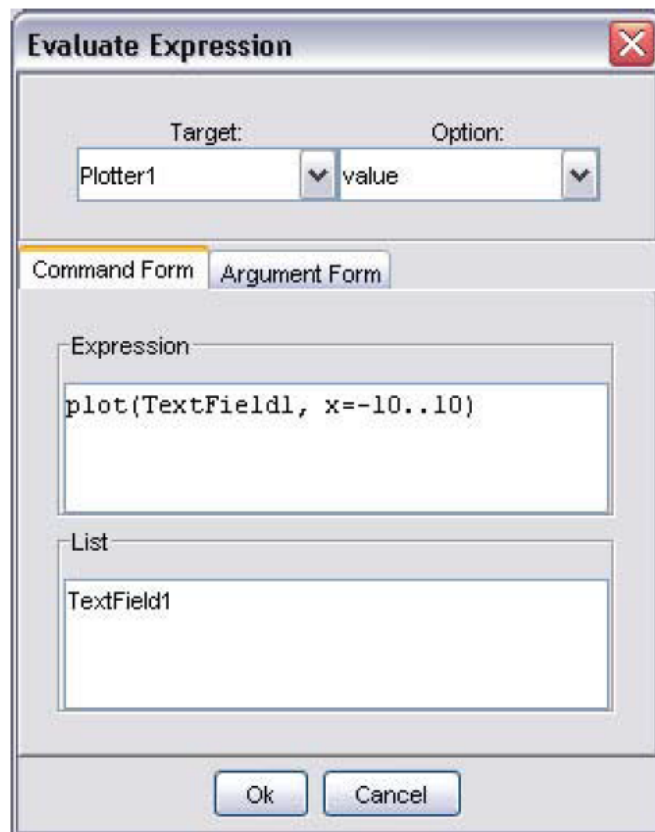 Evaluate Expression
Target: Option:
Plotter1 value
Command Form Argument Form
Expression
plot(TextField1, x=-10..10)
List
TextField1
Ok Cancel